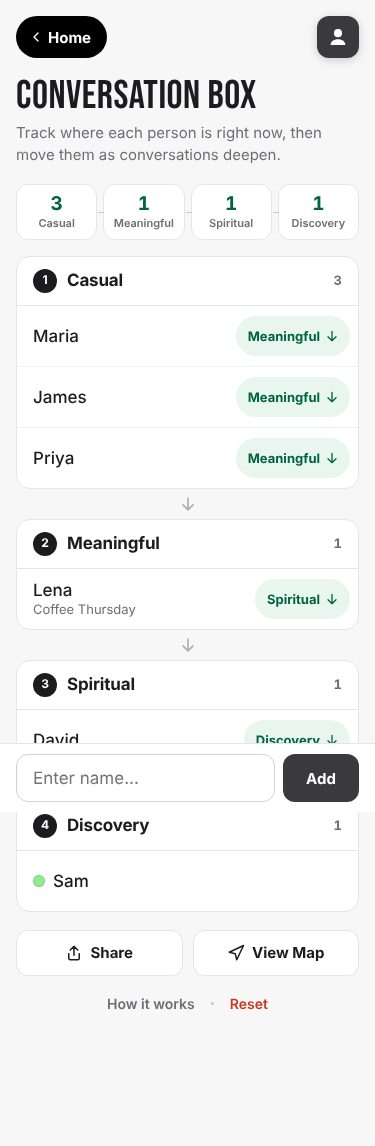 Home
CONVERSATION BOX
Track where each person is right now, then
move them as conversations deepen.
3 1 1 1
Casual Meaningful Spiritual Discovery
1 Casual 3
Maria Meaningful ↓
James Meaningful ↓
Priya Meaningful ↓
↓
2 Meaningful 1
Lena Spiritual ↓
Coffee Thursday
↓
3 Spiritual 1
David Discovery ↓
Enter name... Add
4 Discovery 1
Sam
Share View Map
How it works · Reset